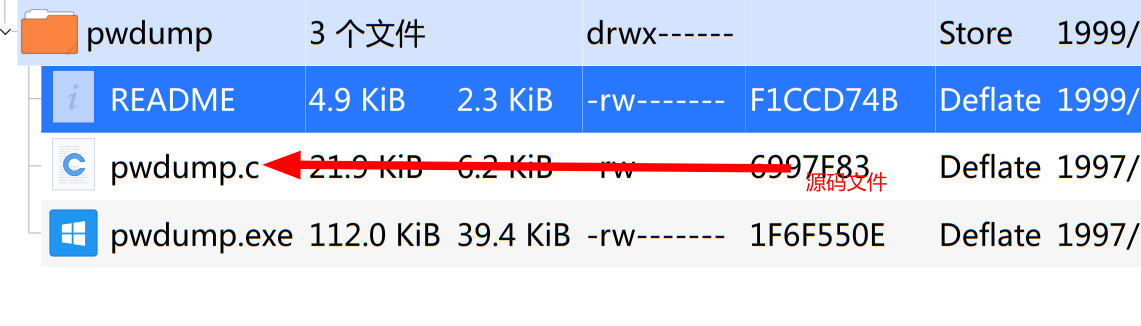 pwdump 3 个文件 drwx------ Store 1999/
README 4.9 KiB 2.3 KiB -rw------- F1CCD74B Deflate 1999/
pwdump.c 21.9 KiB 6.2 KiB -rw------- 6997F83 Deflate 1999/
源码文件
pwdump.exe 112.0 KiB 39.4 KiB -rw------- 1F6F550E Deflate 1997/